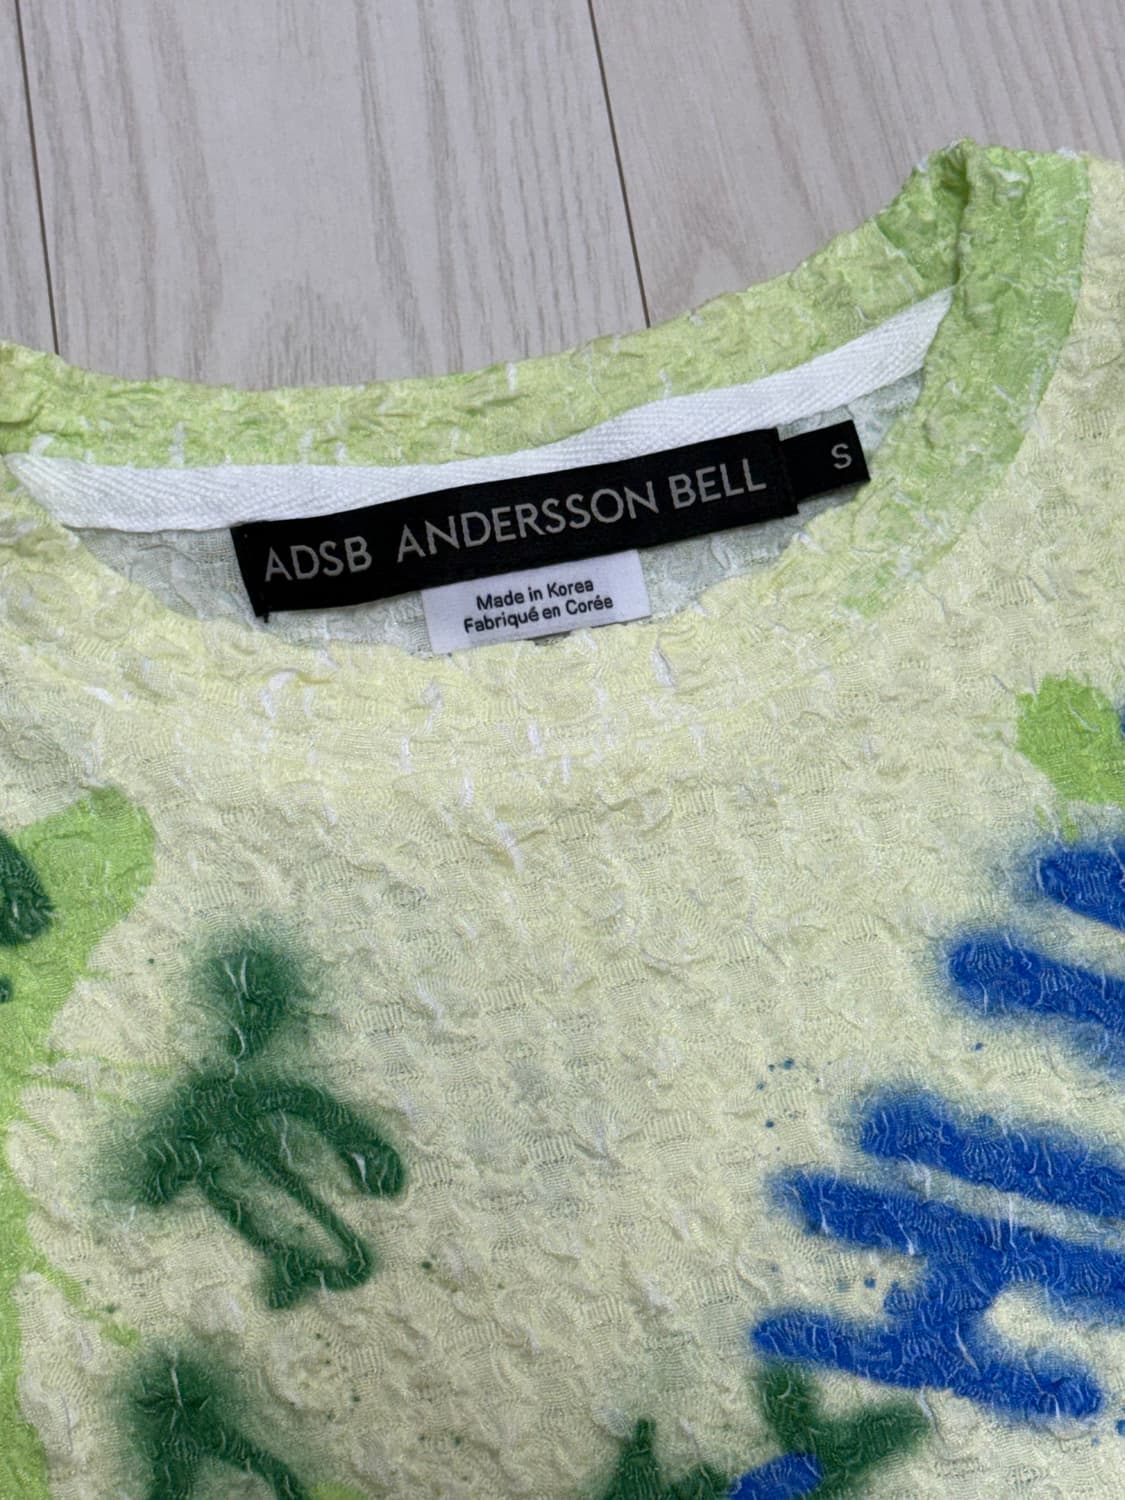 ADSB ANDERSSON BELL
S
Made in Korea
Fabriqué en Corée